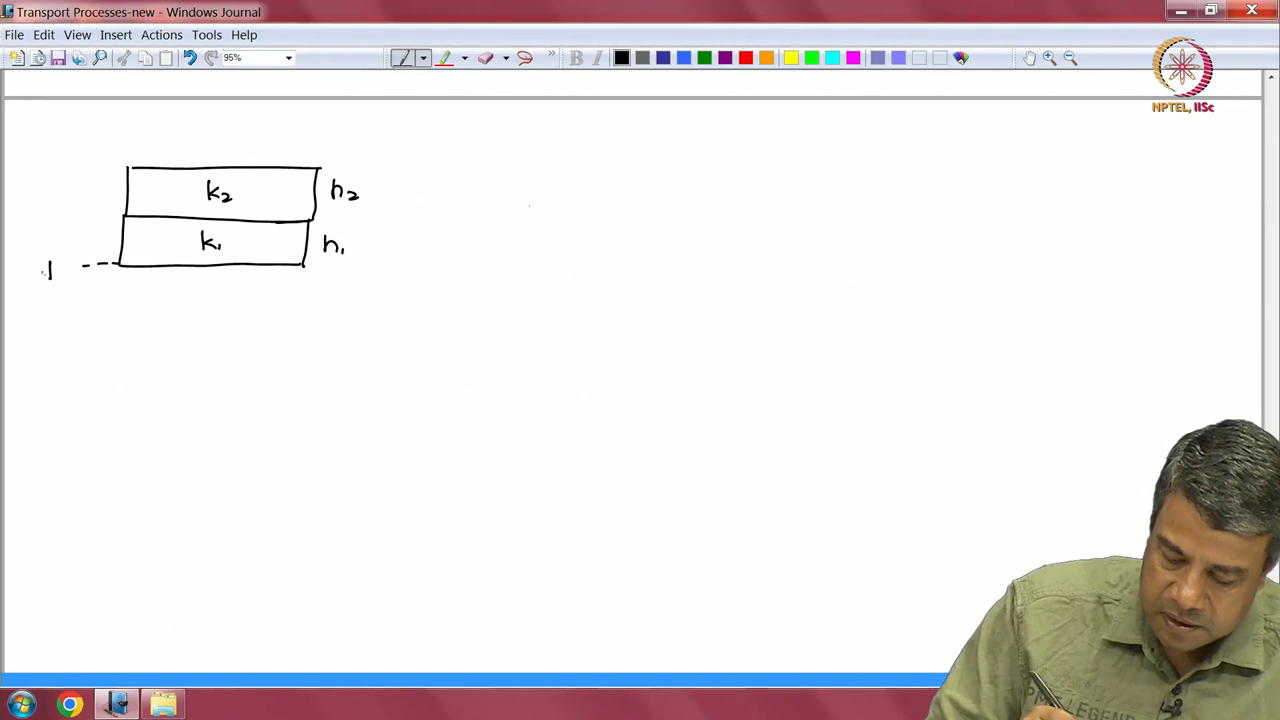 Transport Processes-new - Windows Journal
File Edit View Insert Actions Tools Help
95%
B I
NPTEL, IISc
k₂ h₂
k₁ h₁